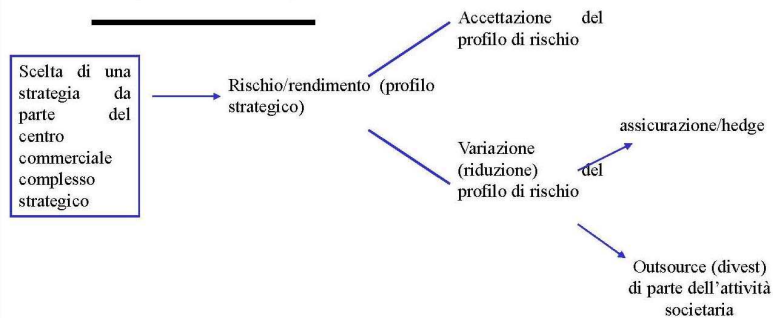 Scelta di una
strategia da
parte del
centro
commerciale
complesso
strategico
Rischio/rendimento (profilo
strategico)
Accettazione del
profilo di rischio
Variazione
(riduzione) del
profilo di rischio
assicurazione/hedge
Outsource (divest)
di parte dell'attività
societaria